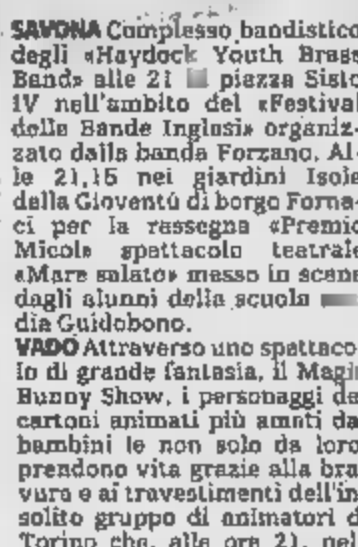 SAVONA Complesso bandistico
degli «Haydock Youth Brass
Band» alle 21 piazza Sisto
IV nell'ambito del «Festival
delle Bande Inglesi» organiz-
zato dalla banda Forzano. Al-
le 21,15 nei giardini Isole
della Gioventù di borgo Forna-
ci per la rassegna «Premio
Micol» spettacolo teatrale
«Mare salato» messo in scena
dagli alunni della scuola
dia Guidobono.
VADO Attraverso uno spettaco-
lo di grande fantasia, il Magic
Bunny Show, i personaggi de
cartoni animati più amati da
bambini (e non solo da loro
prendono vita grazie alla bra
vura e ai travestimenti dell'in
solito gruppo di animatori d
Torino che, alle ore 21, nel